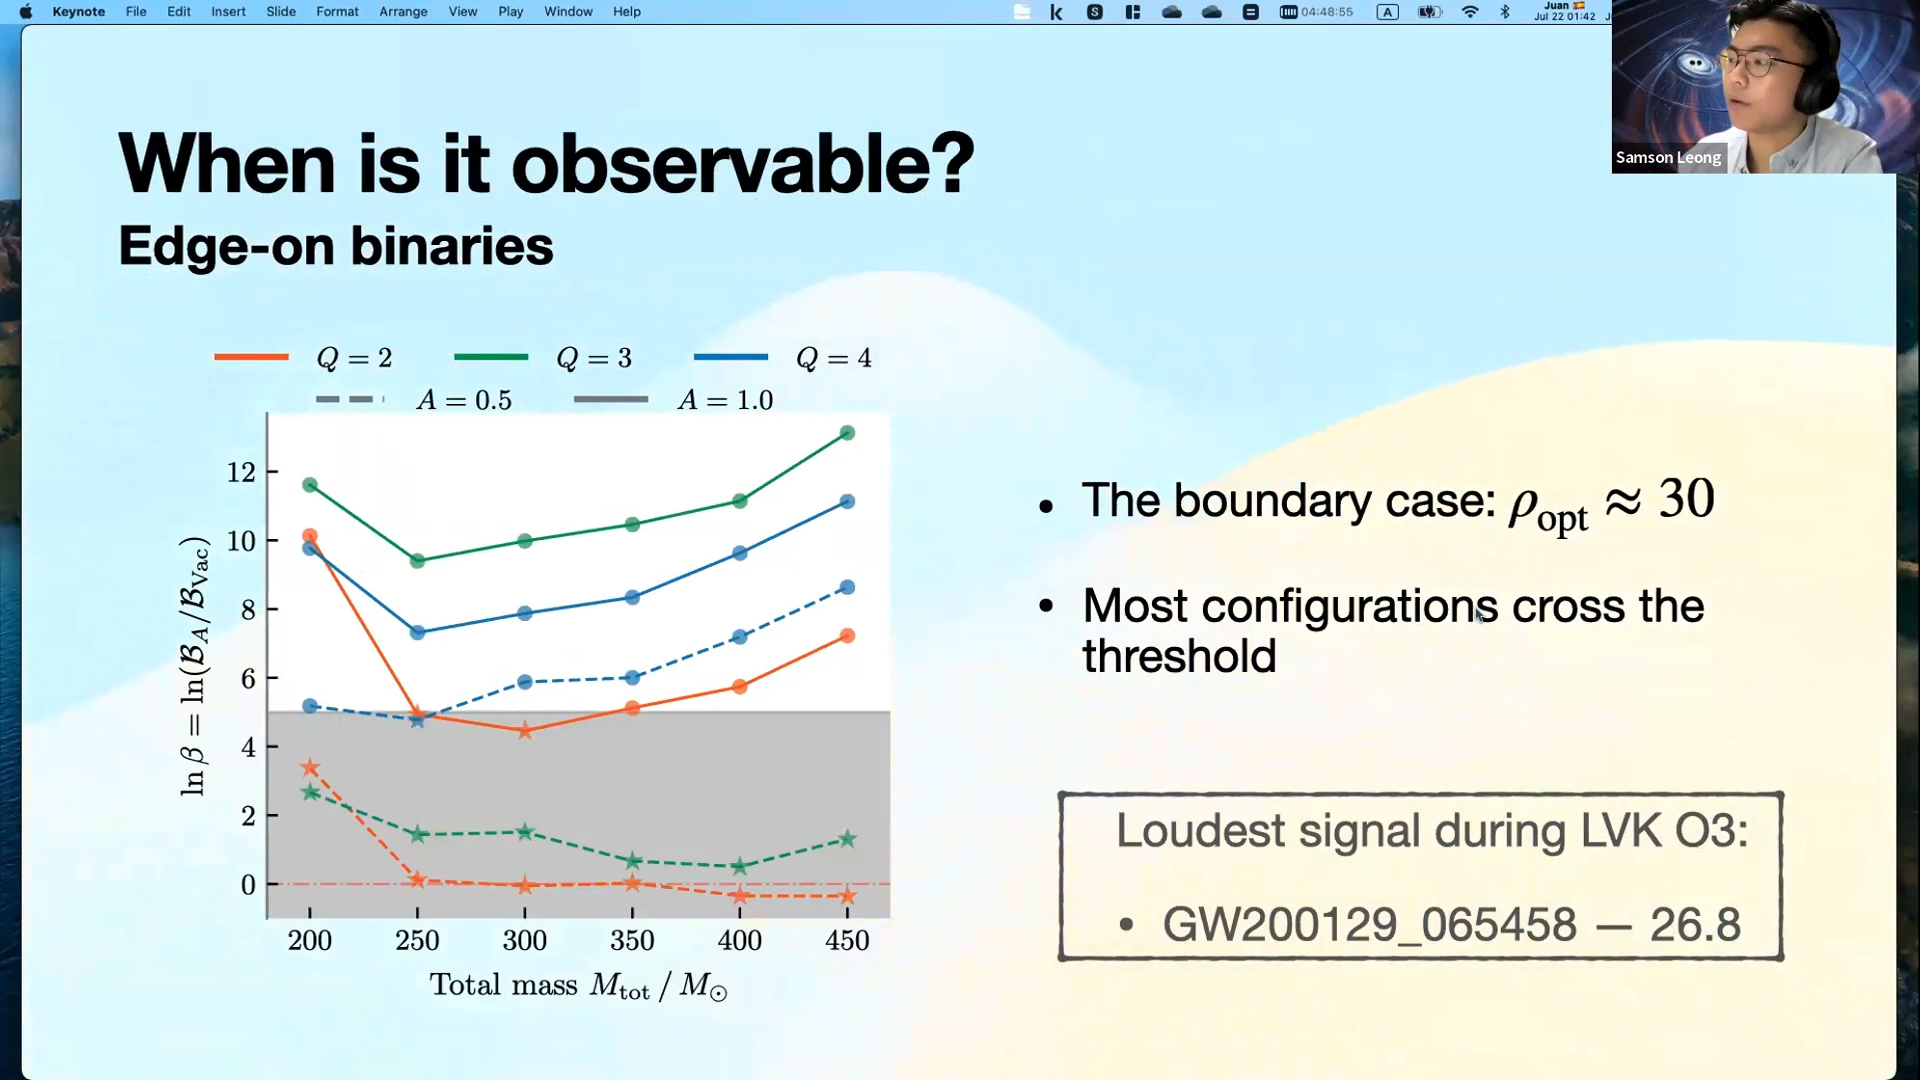 Keynote File Edit Insert Slide Format Arrange View Play Window Help
04:48:55 A
Juan
Jul 22 01:42
Samson Leong
When is it observable?
Edge-on binaries
Q = 2 Q = 3 Q = 4
A = 0.5 A = 1.0
12
10
8
6
4
2
0
ln β = ln(𝓑_A/𝓑_Vac)
200 250 300 350 400 450
Total mass M_tot / M_⊙
• The boundary case: ρ_opt ≈ 30
• Most configurations cross the
threshold
Loudest signal during LVK O3:
• GW200129_065458 — 26.8